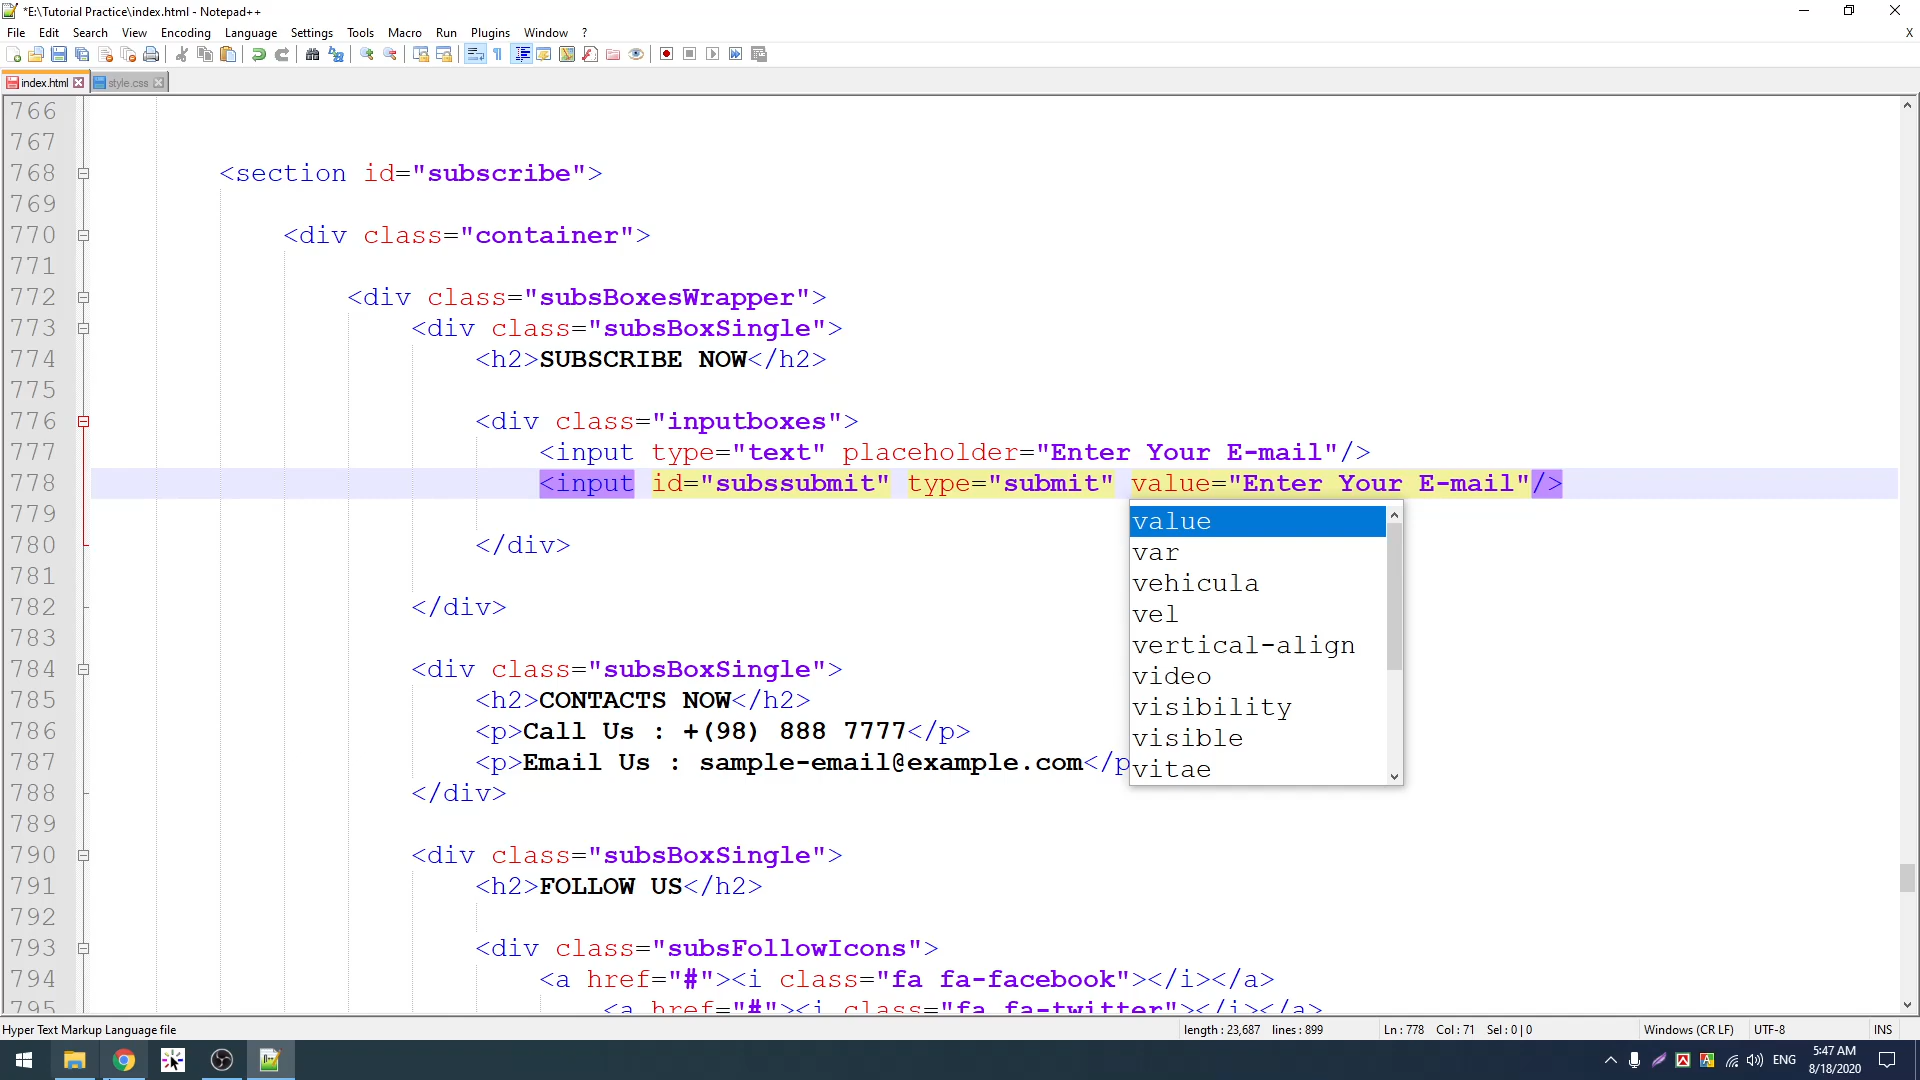 *E:\Tutorial Practice\index.html - Notepad++
File Edit Search View Encoding Language Settings Tools Macro Run Plugins Window ? X
index.html style.css
766
767
768 <section id="subscribe">
769
770 <div class="container">
771
772 <div class="subsBoxesWrapper">
773 <div class="subsBoxSingle">
774 <h2>SUBSCRIBE NOW</h2>
775
776 <div class="inputboxes">
777 <input type="text" placeholder="Enter Your E-mail"/>
778 <input id="subssubmit" type="submit" value="Enter Your E-mail"/>
779
780 </div>
781
782 </div>
783
784 <div class="subsBoxSingle">
785 <h2>CONTACTS NOW</h2>
786 <p>Call Us : +(98) 888 7777</p>
787 <p>Email Us : sample-email@example.com</p
788 </div>
789
790 <div class="subsBoxSingle">
791 <h2>FOLLOW US</h2>
792
793 <div class="subsFollowIcons">
794 <a href="#"><i class="fa fa-facebook"></i></a>
795 <a href="#"><i class="fa fa-twitter"></i></a>
value
var
vehicula
vel
vertical-align
video
visibility
visible
vitae
Hyper Text Markup Language file length : 23,687 lines : 899 Ln : 778 Col : 71 Sel : 0 | 0 Windows (CR LF) UTF-8 INS
ENG 5:47 AM
8/18/2020